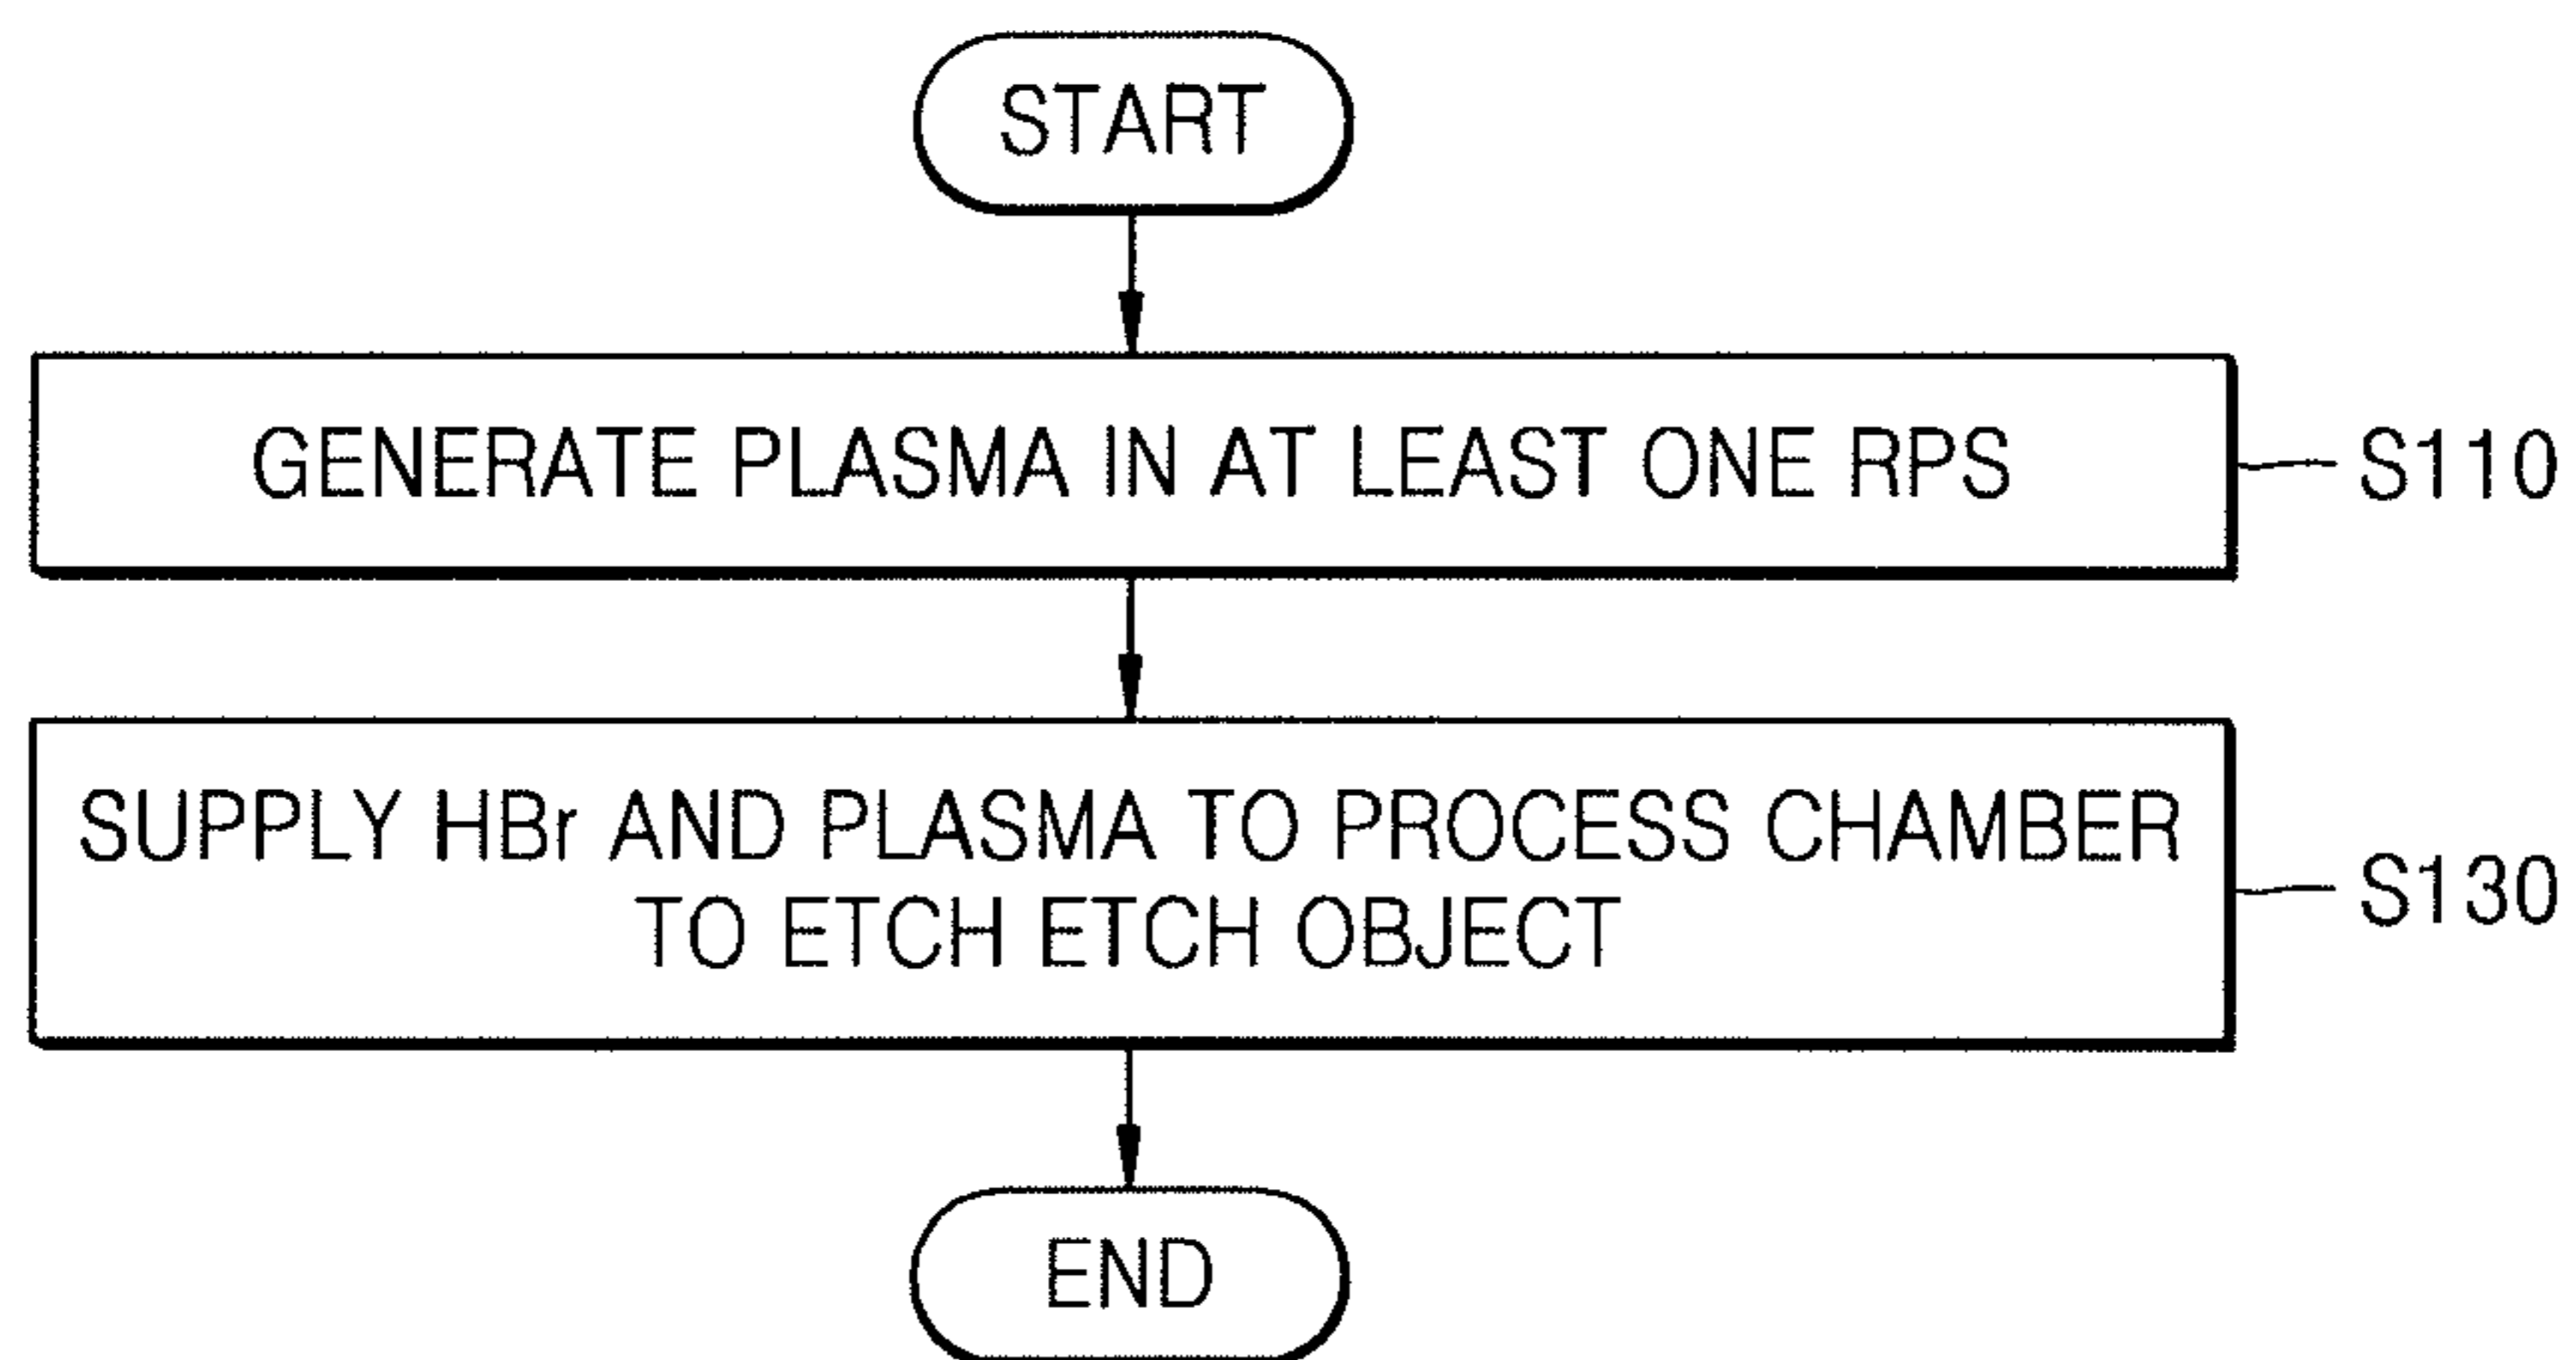 START
GENERATE PLASMA IN AT LEAST ONE RPS
S110
SUPPLY HBr AND PLASMA TO PROCESS CHAMBER
TO ETCH ETCH OBJECT
S130
END